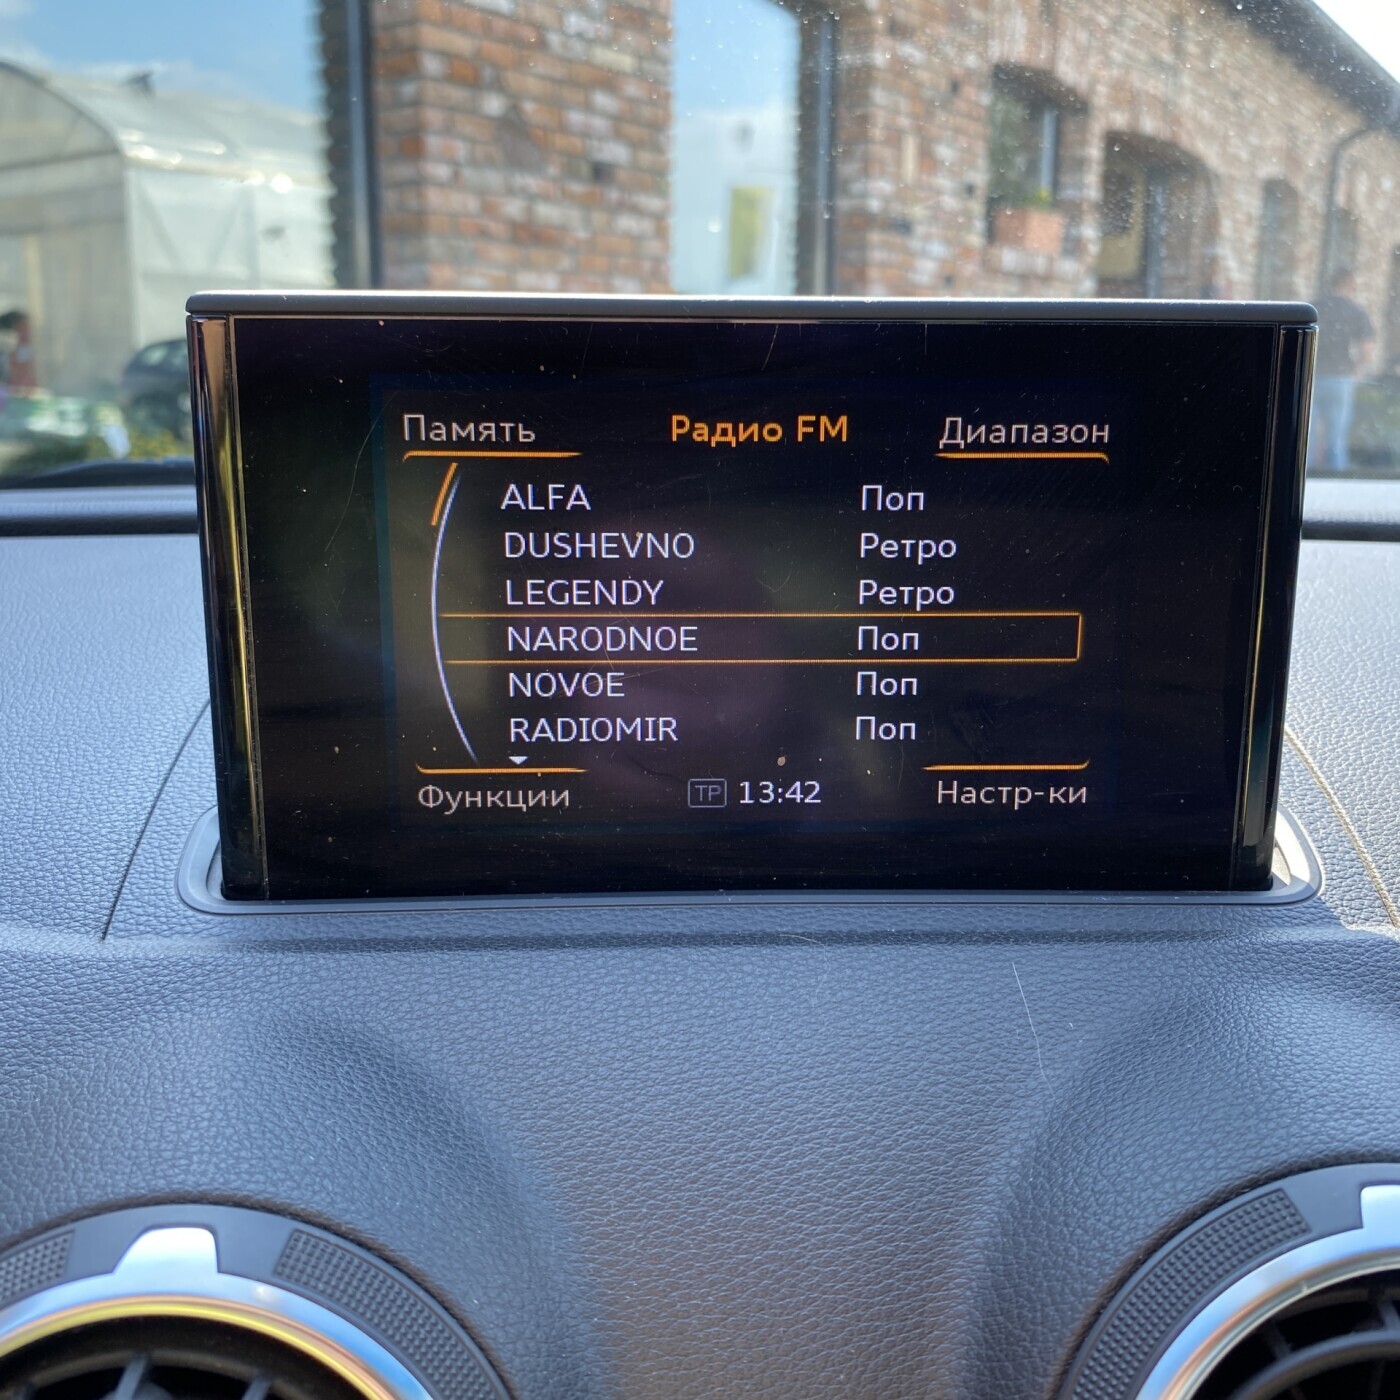 Память Радио FM Диапазон
ALFA Поп
DUSHEVNO Ретро
LEGENDY Ретро
NARODNOE Поп
NOVOE Поп
RADIOMIR Поп
Функции TP 13:42 Настр-ки